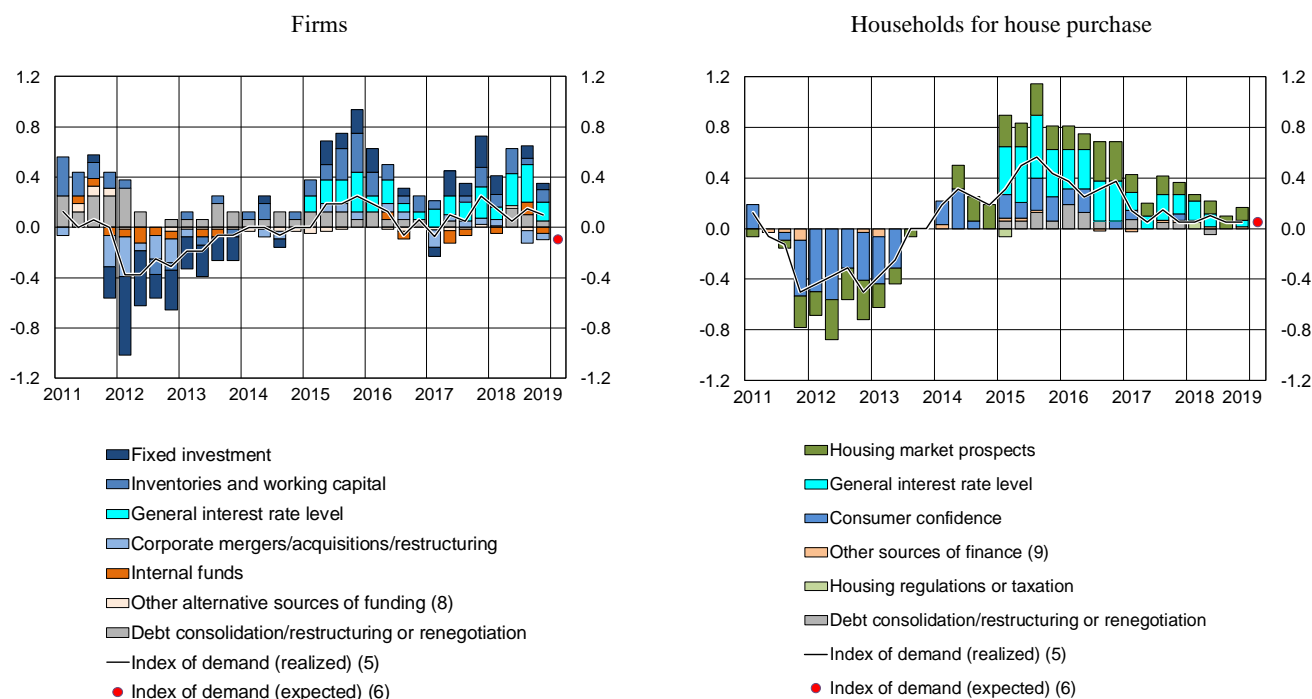 Firms
1.2 1.2
0.8 0.8
0.4 0.4
0.0 0.0
-0.4 -0.4
-0.8 -0.8
-1.2 -1.2
2011 2012 2013 2014 2015 2016 2017 2018 2019
Fixed investment
Inventories and working capital
General interest rate level
Corporate mergers/acquisitions/restructuring
Internal funds
Other alternative sources of funding (8)
Debt consolidation/restructuring or renegotiation
Index of demand (realized) (5)
Index of demand (expected) (6)
Households for house purchase
1.2 1.2
0.8 0.8
0.4 0.4
0.0 0.0
-0.4 -0.4
-0.8 -0.8
-1.2 -1.2
2011 2012 2013 2014 2015 2016 2017 2018 2019
Housing market prospects
General interest rate level
Consumer confidence
Other sources of finance (9)
Housing regulations or taxation
Debt consolidation/restructuring or renegotiation
Index of demand (realized) (5)
Index of demand (expected) (6)